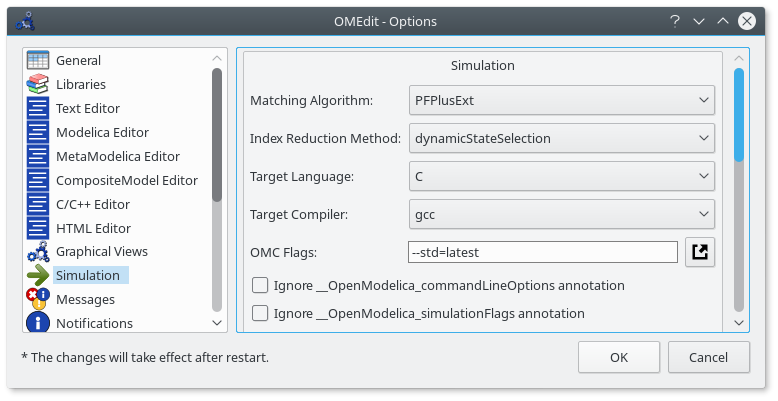 OMEdit - Options
General
Libraries
Text Editor
Modelica Editor
MetaModelica Editor
CompositeModel Editor
C/C++ Editor
HTML Editor
Graphical Views
Simulation
Messages
Notifications
Simulation
Matching Algorithm: PFPlusExt
Index Reduction Method: dynamicStateSelection
Target Language: C
Target Compiler: gcc
OMC Flags: --std=latest
Ignore __OpenModelica_commandLineOptions annotation
Ignore __OpenModelica_simulationFlags annotation
* The changes will take effect after restart.
OK Cancel